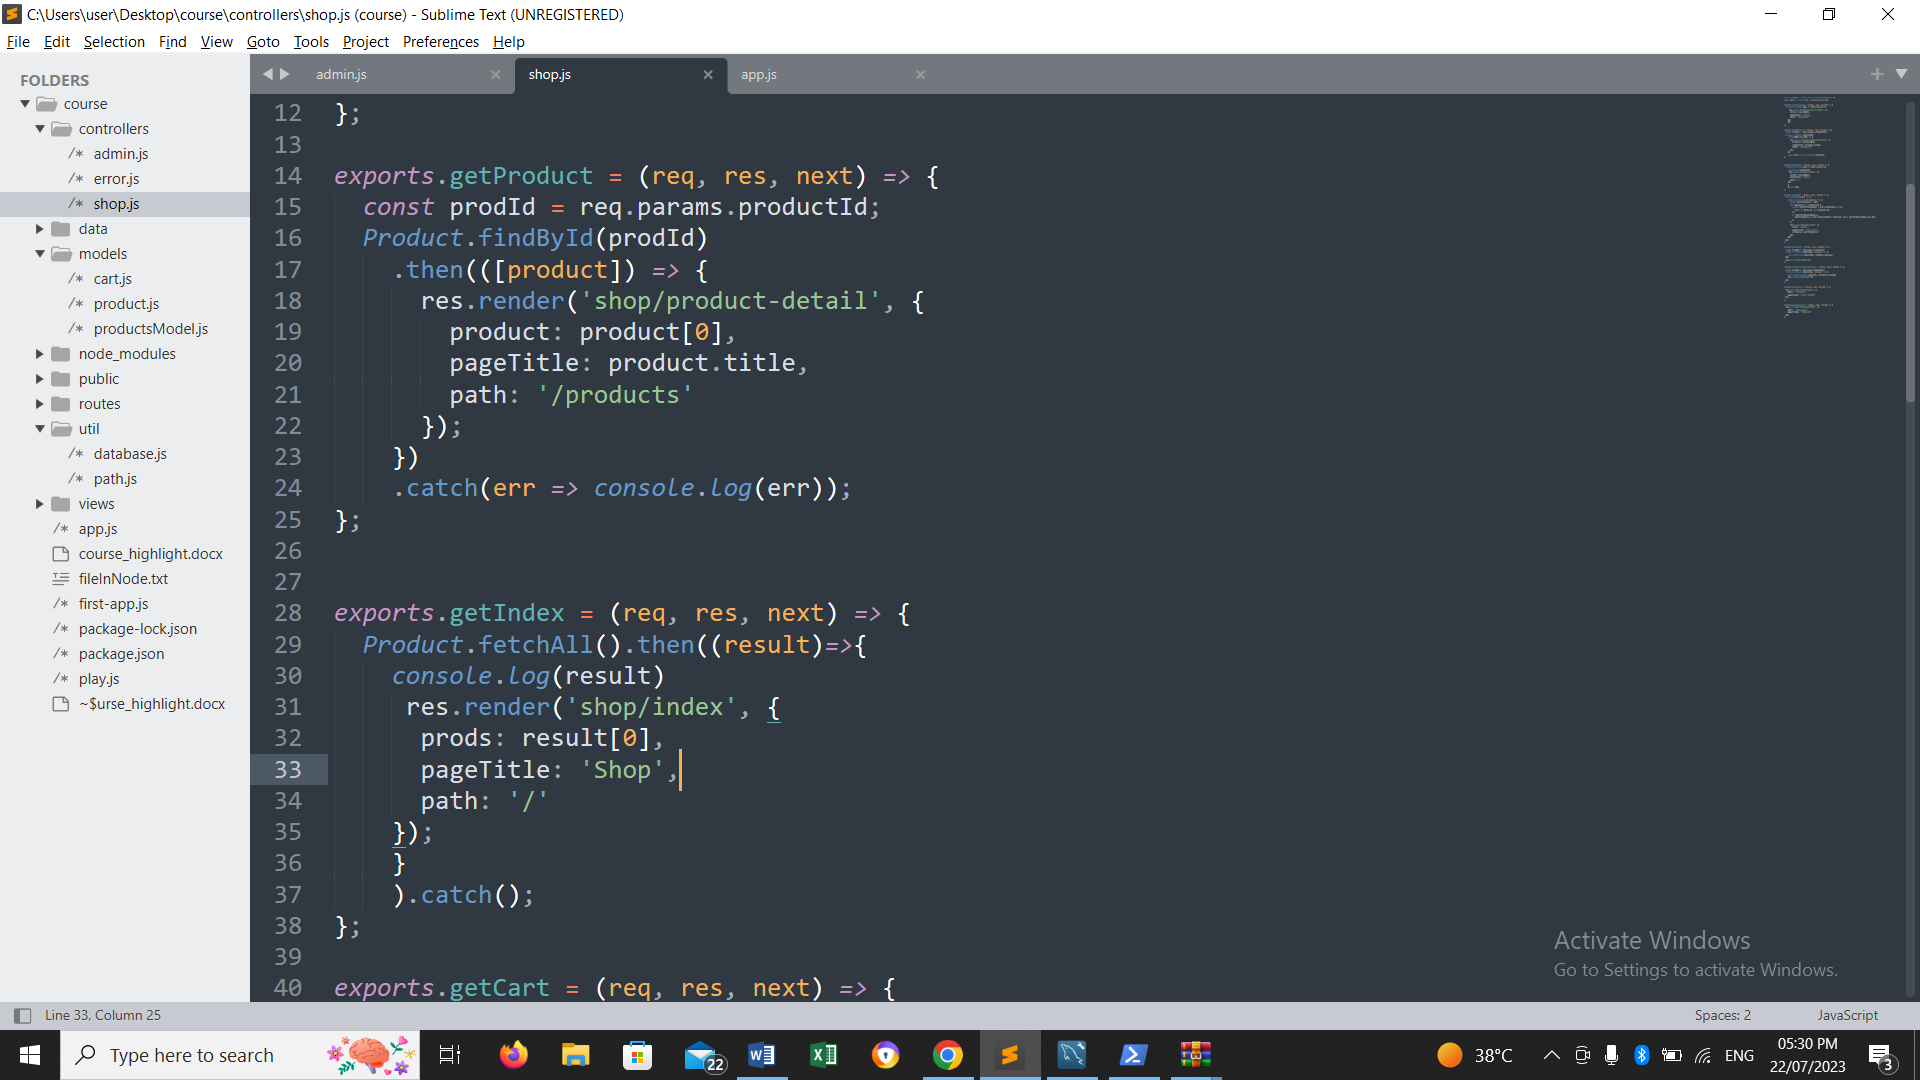 C:\Users\user\Desktop\course\controllers\shop.js (course) - Sublime Text (UNREGISTERED)
File Edit Selection Find View Goto Tools Project Preferences Help
FOLDERS
course
controllers
/* admin.js
/* error.js
/* shop.js
data
models
/* cart.js
/* product.js
/* productsModel.js
node_modules
public
routes
util
/* database.js
/* path.js
views
/* app.js
course_highlight.docx
fileInNode.txt
/* first-app.js
/* package-lock.json
/* package.json
/* play.js
~$urse_highlight.docx
admin.js shop.js app.js
12 };
13
14 exports.getProduct = (req, res, next) => {
15 const prodId = req.params.productId;
16 Product.findById(prodId)
17 .then(([product]) => {
18 res.render('shop/product-detail', {
19 product: product[0],
20 pageTitle: product.title,
21 path: '/products'
22 });
23 })
24 .catch(err => console.log(err));
25 };
26
27
28 exports.getIndex = (req, res, next) => {
29 Product.fetchAll().then((result)=>{
30 console.log(result)
31 res.render('shop/index', {
32 prods: result[0],
33 pageTitle: 'Shop',
34 path: '/'
35 });
36 }
37 ).catch();
38 };
39
40 exports.getCart = (req, res, next) => {
Activate Windows
Go to Settings to activate Windows.
Line 33, Column 25 Spaces: 2 JavaScript
Type here to search 22 38°C ENG 05:30 PM
22/07/2023 3